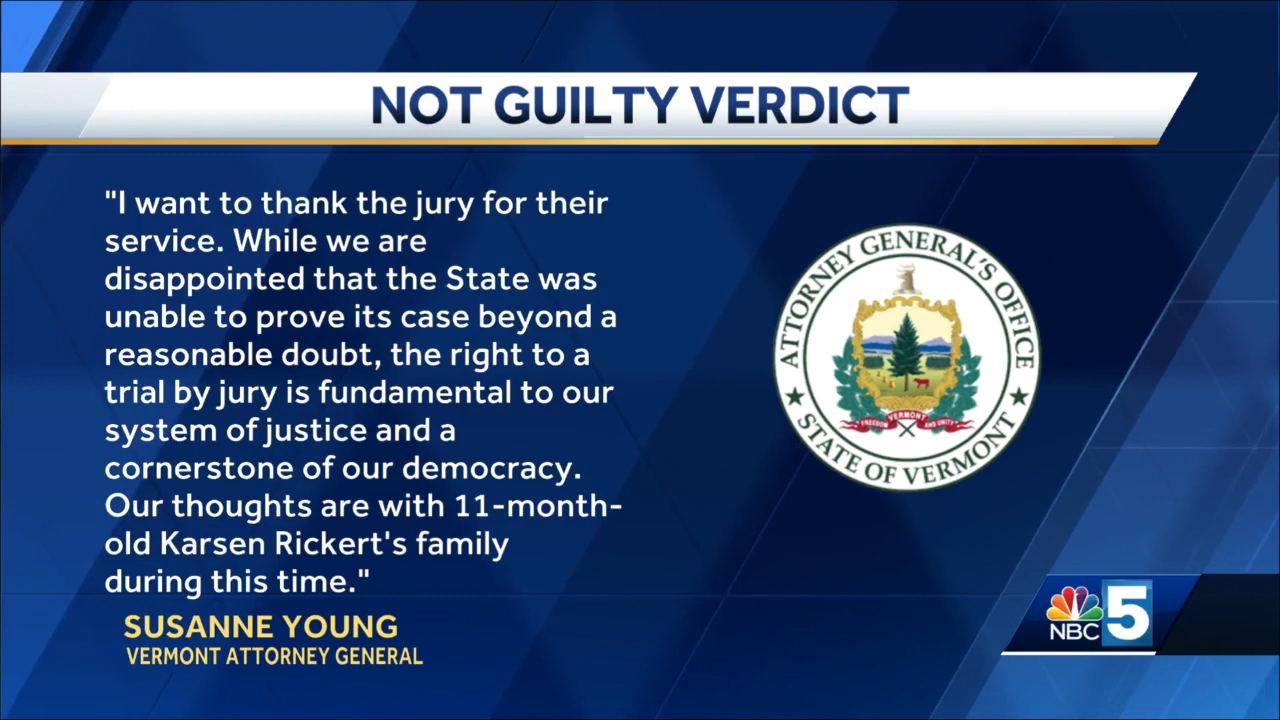 NOT GUILTY VERDICT
"I want to thank the jury for their
service. While we are
disappointed that the State was
unable to prove its case beyond a
reasonable doubt, the right to a
trial by jury is fundamental to our
system of justice and a
cornerstone of our democracy.
Our thoughts are with 11-month-
old Karsen Rickert's family
during this time."
SUSANNE YOUNG
VERMONT ATTORNEY GENERAL
ATTORNEY GENERAL'S OFFICE
FREEDOM VERMONT AND UNITY
★ STATE OF VERMONT ★
NBC 5